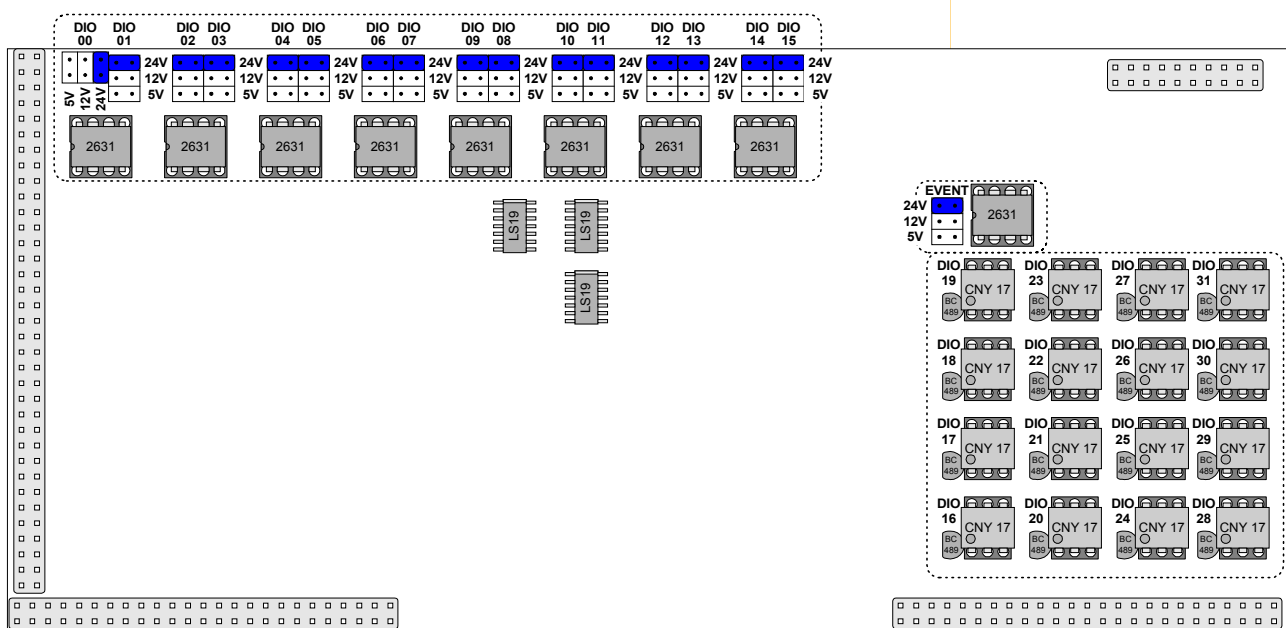 DIO DIO DIO DIO DIO DIO DIO DIO DIO DIO DIO DIO DIO DIO DIO DIO
00 01 02 03 04 05 06 07 09 08 10 11 12 13 14 15
24V 24V 24V 24V 24V 24V 24V 24V
12V 12V 12V 12V 12V 12V 12V 12V
5V 5V 5V 5V 5V 5V 5V 5V
5V 12V 24V
2631 2631 2631 2631 2631 2631 2631 2631
EVENT
24V
12V
5V
2631
LS19 LS19
LS19
DIO DIO DIO DIO
19 23 27 31
CNY 17 CNY 17 CNY 17 CNY 17
BC BC BC BC
489 489 489 489
DIO DIO DIO DIO
18 22 26 30
CNY 17 CNY 17 CNY 17 CNY 17
BC BC BC BC
489 489 489 489
DIO DIO DIO DIO
17 21 25 29
CNY 17 CNY 17 CNY 17 CNY 17
BC BC BC BC
489 489 489 489
DIO DIO DIO DIO
16 20 24 28
CNY 17 CNY 17 CNY 17 CNY 17
BC BC BC BC
489 489 489 489